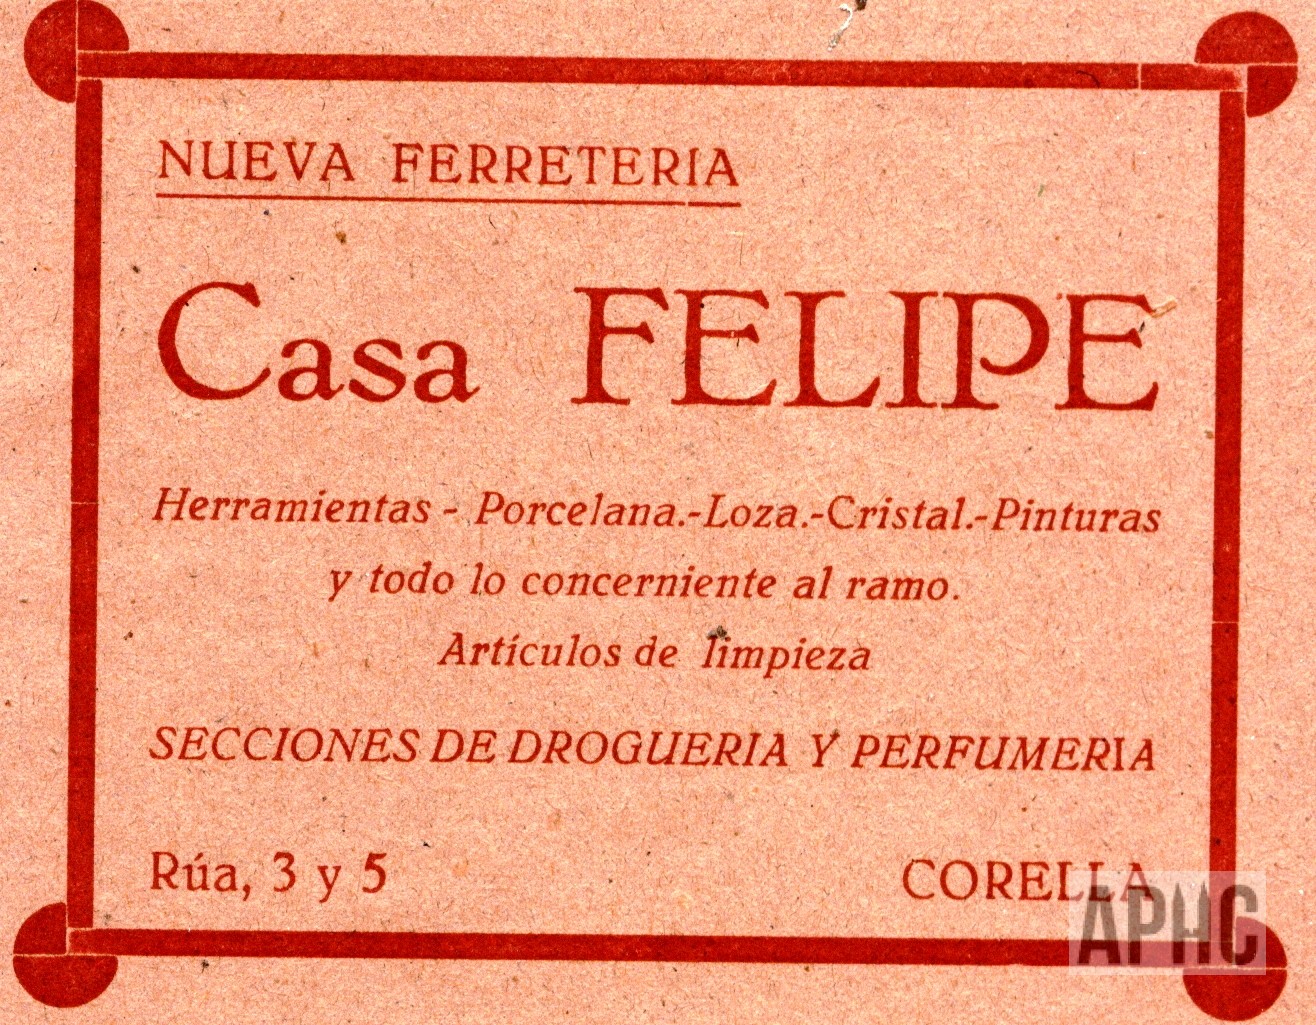 NUEVA FERRETERIA
Casa FELIPE
Herramientas - Porcelana.-Loza.-Cristal.-Pinturas
y todo lo concerniente al ramo.
Artículos de limpieza
SECCIONES DE DROGUERIA Y PERFUMERIA
Rúa, 3 y 5 CORELLA
APHC